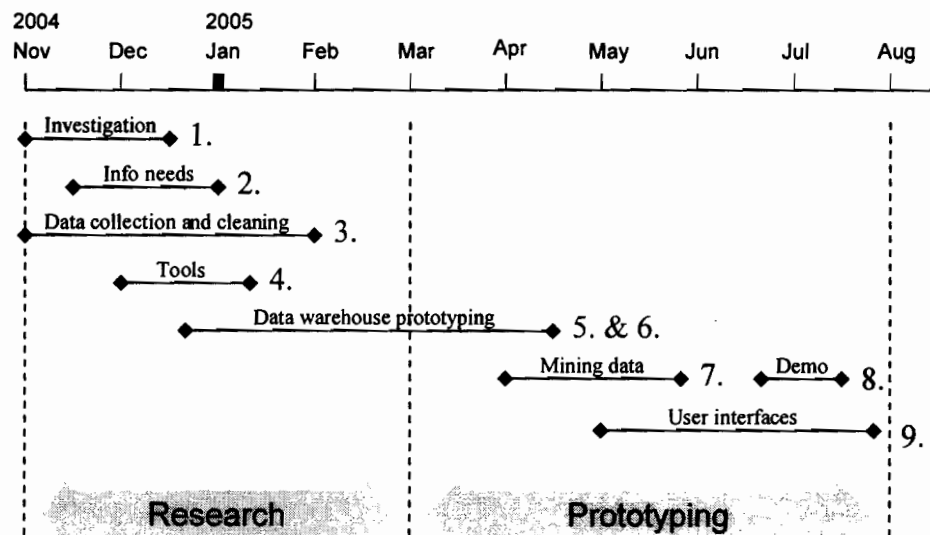 2004 2005
Nov Dec Jan Feb Mar Apr May Jun Jul Aug
Investigation 1.
Info needs 2.
Data collection and cleaning 3.
Tools 4.
Data warehouse prototyping 5. & 6.
Mining data 7. Demo 8.
User interfaces 9.
Research Prototyping